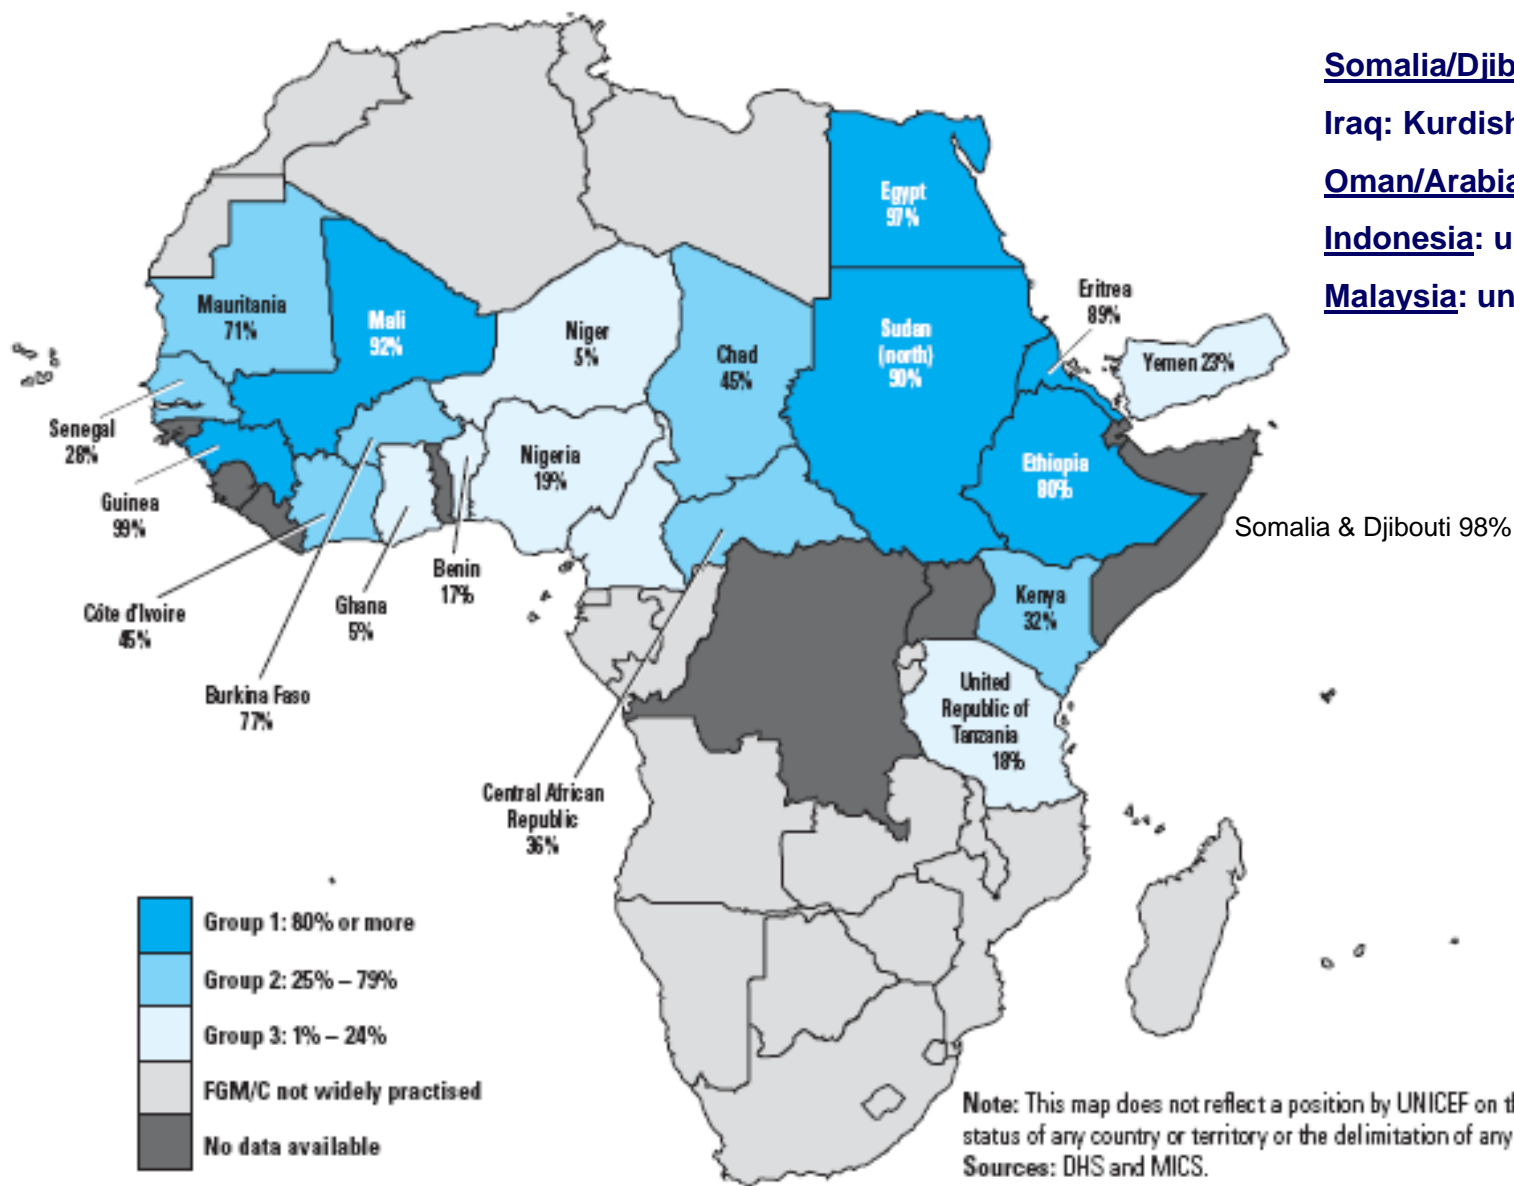 Somalia/Djib
Iraq: Kurdish
Oman/Arabia
Indonesia: u
Malaysia: un
Egypt
97%
Mauritania
71%
Mali
92%
Niger
5%
Chad
45%
Sudan
(north)
90%
Eritrea
89%
Yemen 23%
Senegal
28%
Guinea
99%
Nigeria
19%
Ethiopia
80%
Somalia & Djibouti 98%
Côte d'Ivoire
45%
Ghana
5%
Benin
17%
Kenya
32%
Burkina Faso
77%
United
Republic of
Tanzania
18%
Central African
Republic
36%
Group 1: 80% or more
Group 2: 25% – 79%
Group 3: 1% – 24%
FGM/C not widely practised
No data available
Note: This map does not reflect a position by UNICEF on th
status of any country or territory or the delimitation of any
Sources: DHS and MICS.